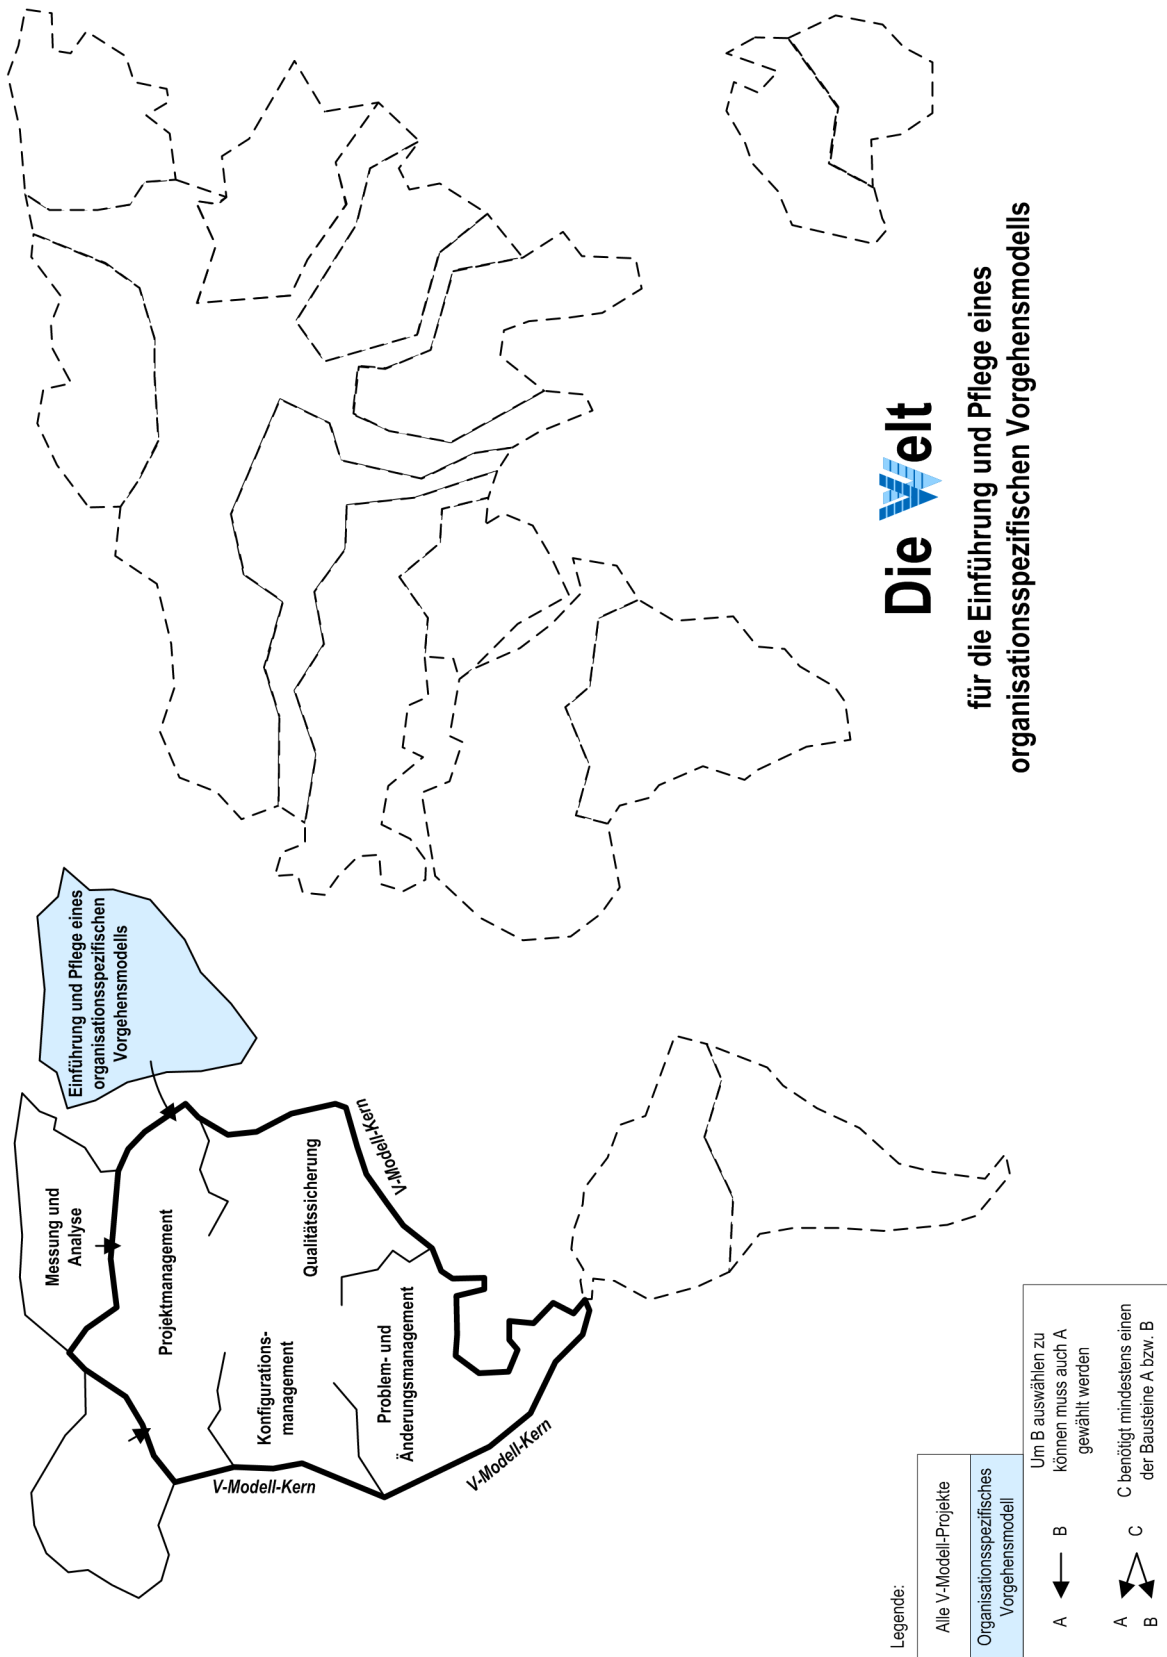 Einführung und Pflege eines
organisationsspezifischen
Vorgehensmodells
Messung und
Analyse
Projektmanagement
Qualitätssicherung
Konfigurations-
management
Problem- und
Änderungsmanagement
V-Modell-Kern
V-Modell-Kern
V-Modell-Kern
Die Welt
für die Einführung und Pflege eines
organisationsspezifischen Vorgehensmodells
Legende:
Alle V-Modell-Projekte
Organisationsspezifisches
Vorgehensmodell
A B
Um B auswählen zu
können muss auch A
gewählt werden
A
B
C
C benötigt mindestens einen
der Bausteine A bzw. B